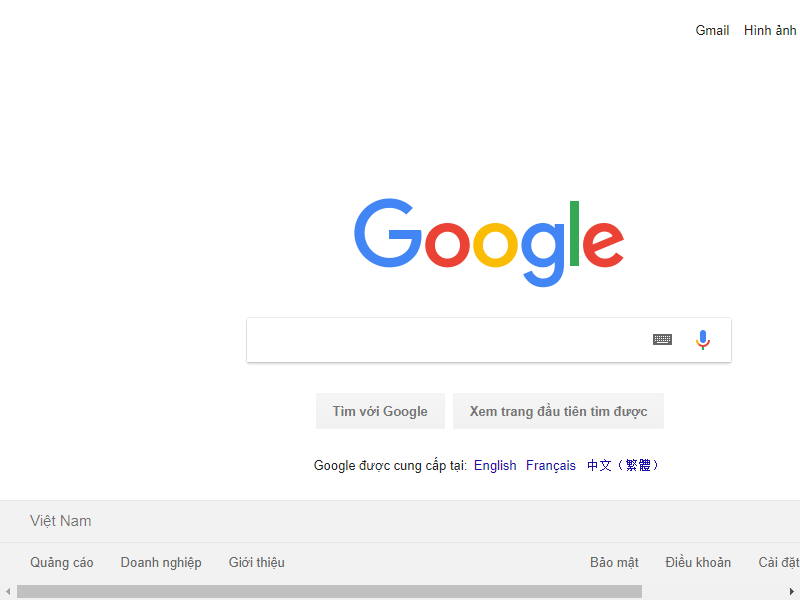 Gmail Hình ảnh
Google
Tìm với Google Xem trang đầu tiên tìm được
Google được cung cấp tại: English Français 中文（繁體）
Việt Nam
Quảng cáo Doanh nghiệp Giới thiệu Bảo mật Điều khoản Cài đặt